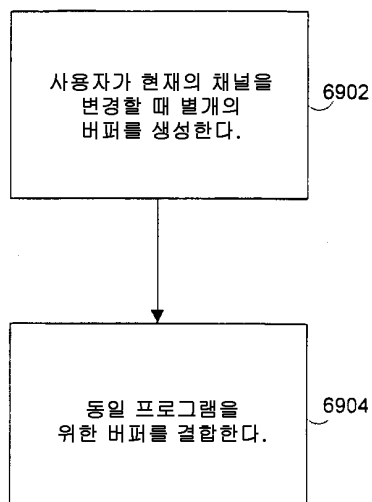 사용자가 현재의 채널을
변경할 때 별개의
버퍼를 생성한다.
6902
동일 프로그램을
위한 버퍼를 결합한다.
6904